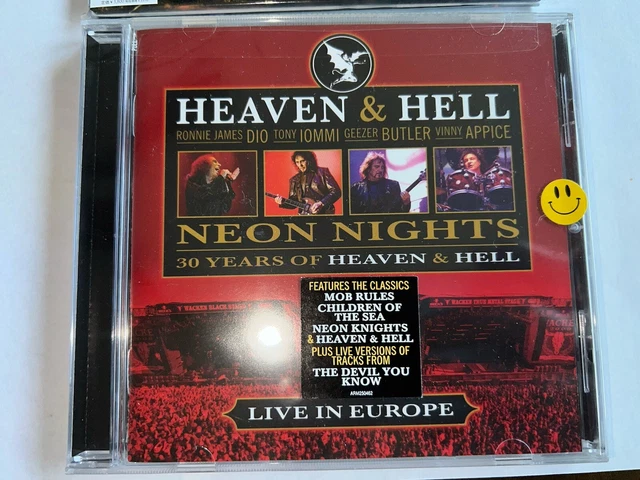 HEAVEN & HELL
RONNIE JAMES DIO TONY IOMMI GEEZER BUTLER VINNY APPICE
NEON NIGHTS
30 YEARS OF HEAVEN & HELL
FEATURES THE CLASSICS
MOB RULES
CHILDREN OF THE SEA
NEON KNIGHTS
& HEAVEN & HELL
PLUS LIVE VERSIONS OF
TRACKS FROM
THE DEVIL YOU
KNOW
LIVE IN EUROPE